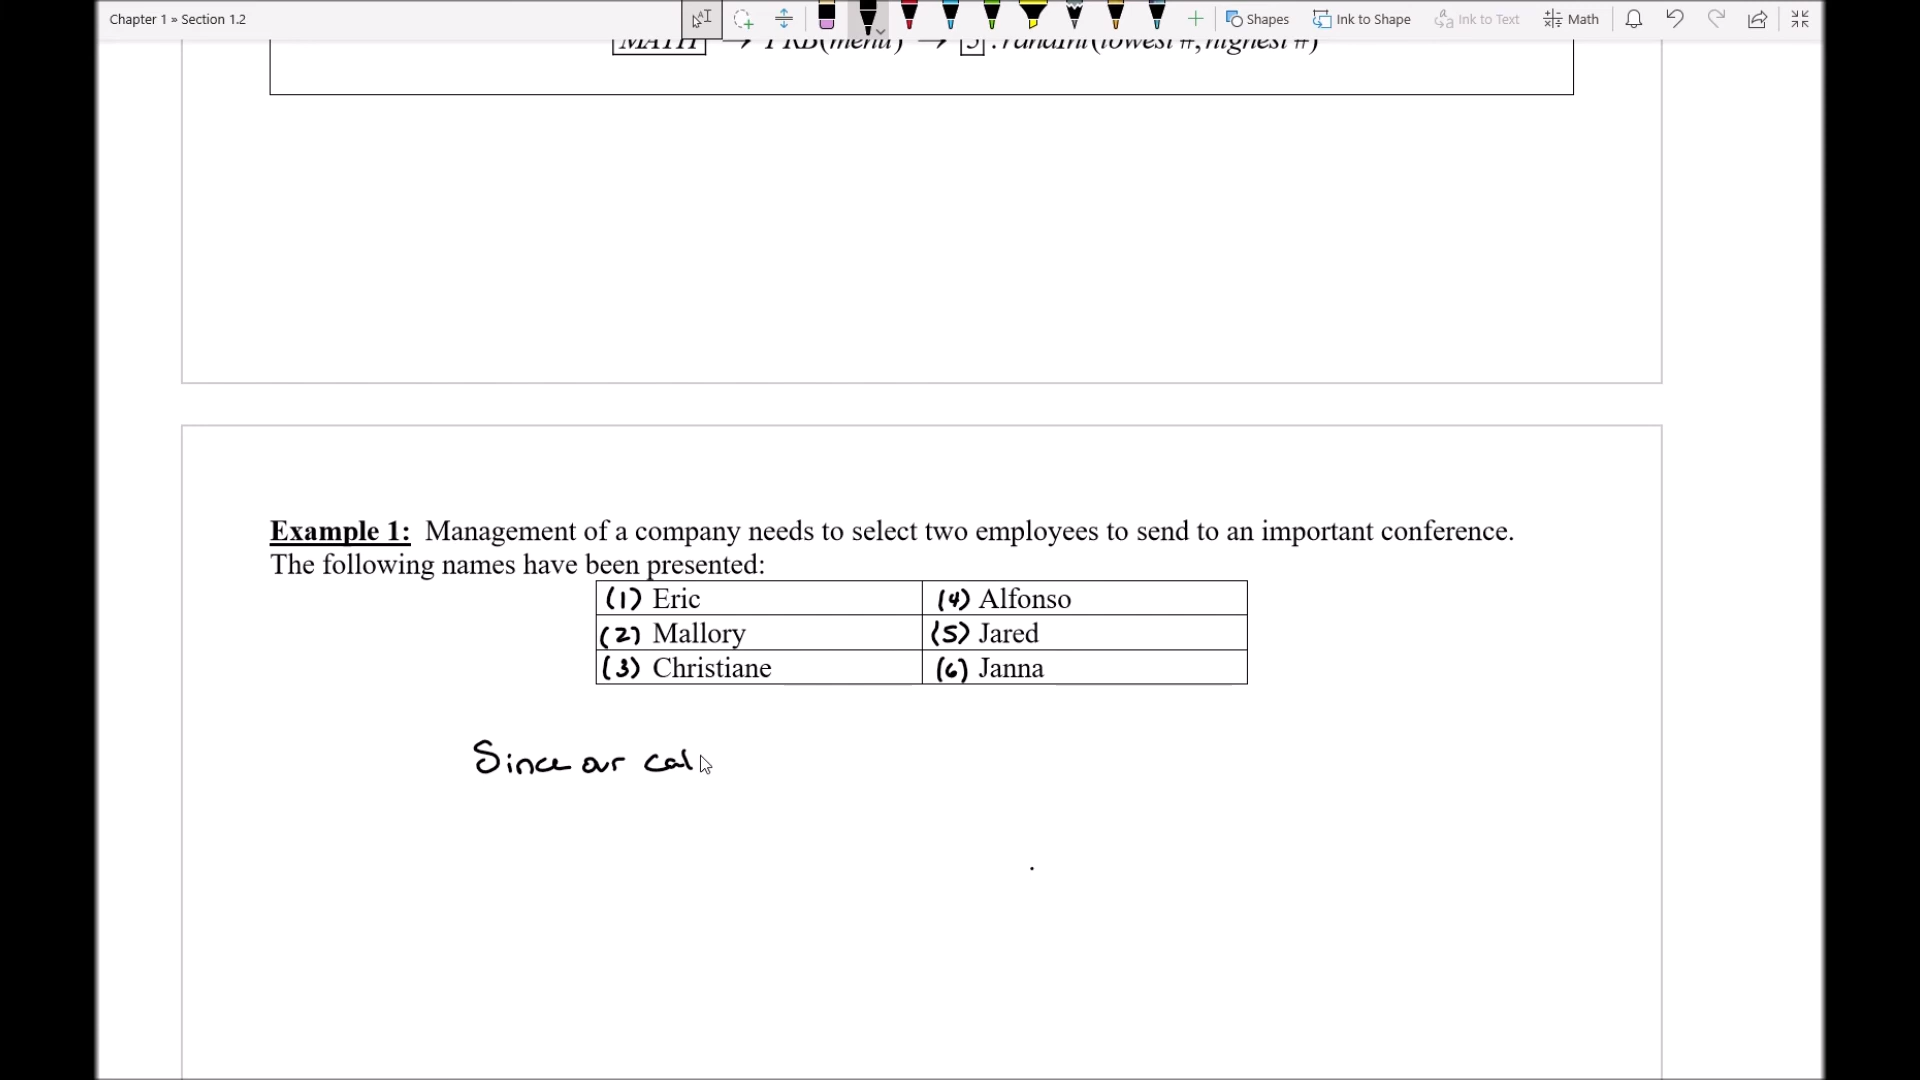 Chapter 1 » Section 1.2
Shapes
Ink to Shape
Ink to Text
Math
MATH → PRB(menu) → 5 : randInt(lowest #, highest #)
Example 1: Management of a company needs to select two employees to send to an important conference.
The following names have been presented:
(1) Eric (4) Alfonso
(2) Mallory (5) Jared
(3) Christiane (6) Janna
Since our cal